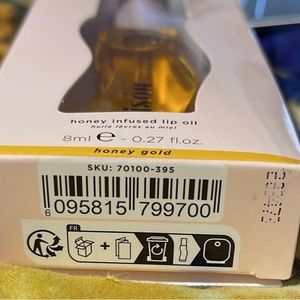 honey infused lip oil
huile lèvres au miel
8ml e - 0.27 fl.oz.
honey gold
SKU: 70100-395
6 095815 799700
FR